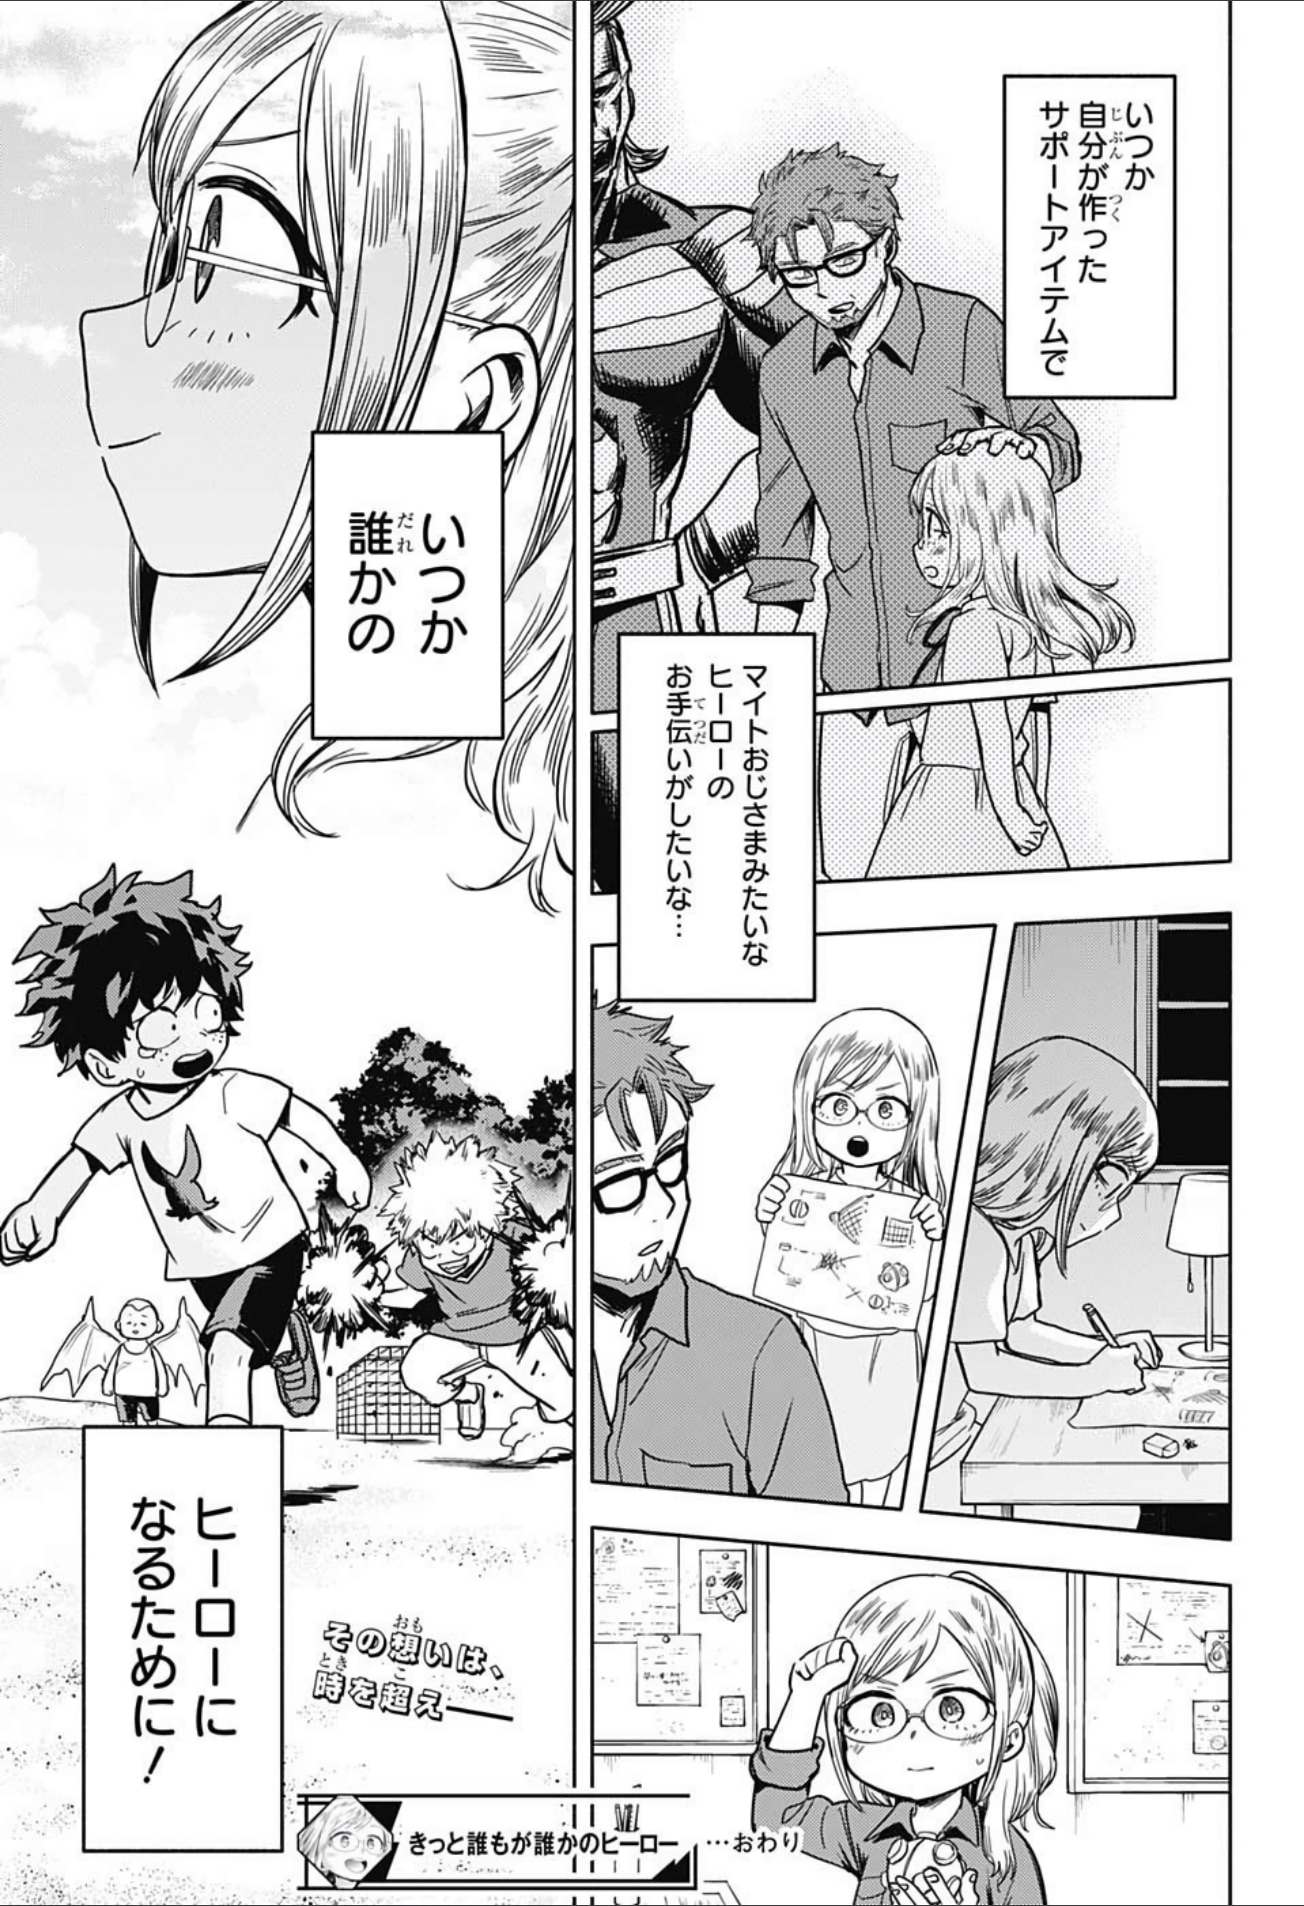 いつか
自分が作った
サポートアイテムで
マイトおじさまみたいな
ヒーローの
お手伝いがしたいな…
いつか
誰かの
ヒーローに
なるために！
その想いは、
時を超え――
きっと誰もが誰かのヒーロー …おわり